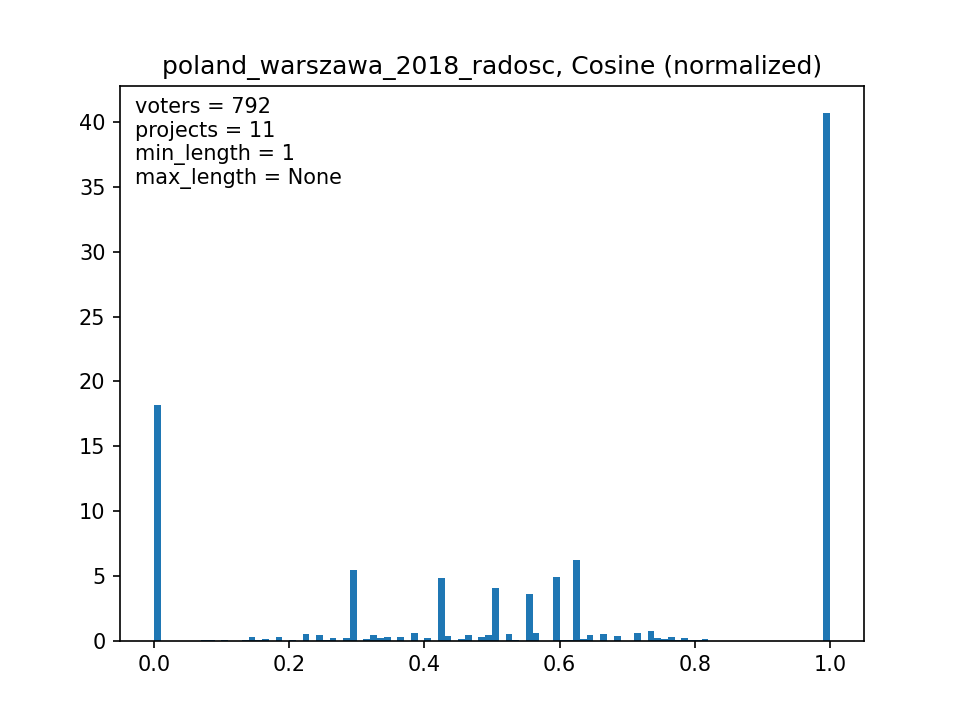 poland_warszawa_2018_radosc, Cosine (normalized)
voters = 792
projects = 11
min_length = 1
max_length = None
40
35
30
25
20
15
10
5
0
0.0 0.2 0.4 0.6 0.8 1.0